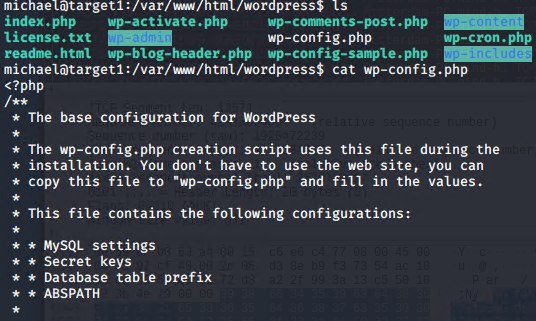 michael@target1:/var/www/html/wordpress$ ls
index.php wp-activate.php wp-comments-post.php wp-content
license.txt wp-admin wp-config.php wp-cron.php
readme.html wp-blog-header.php wp-config-sample.php wp-includes
michael@target1:/var/www/html/wordpress$ cat wp-config.php
<?php
/**
 * The base configuration for WordPress
 *
 * The wp-config.php creation script uses this file during the
 * installation. You don't have to use the web site, you can
 * copy this file to "wp-config.php" and fill in the values.
 *
 * This file contains the following configurations:
 *
 * * MySQL settings
 * * Secret keys
 * * Database table prefix
 * * ABSPATH
 *